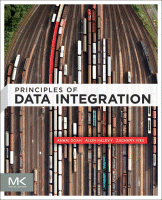 PRINCIPLES OF
DATA INTEGRATION
ANHAI DOAN ALON HALEVY ZACHARY IVES
MK